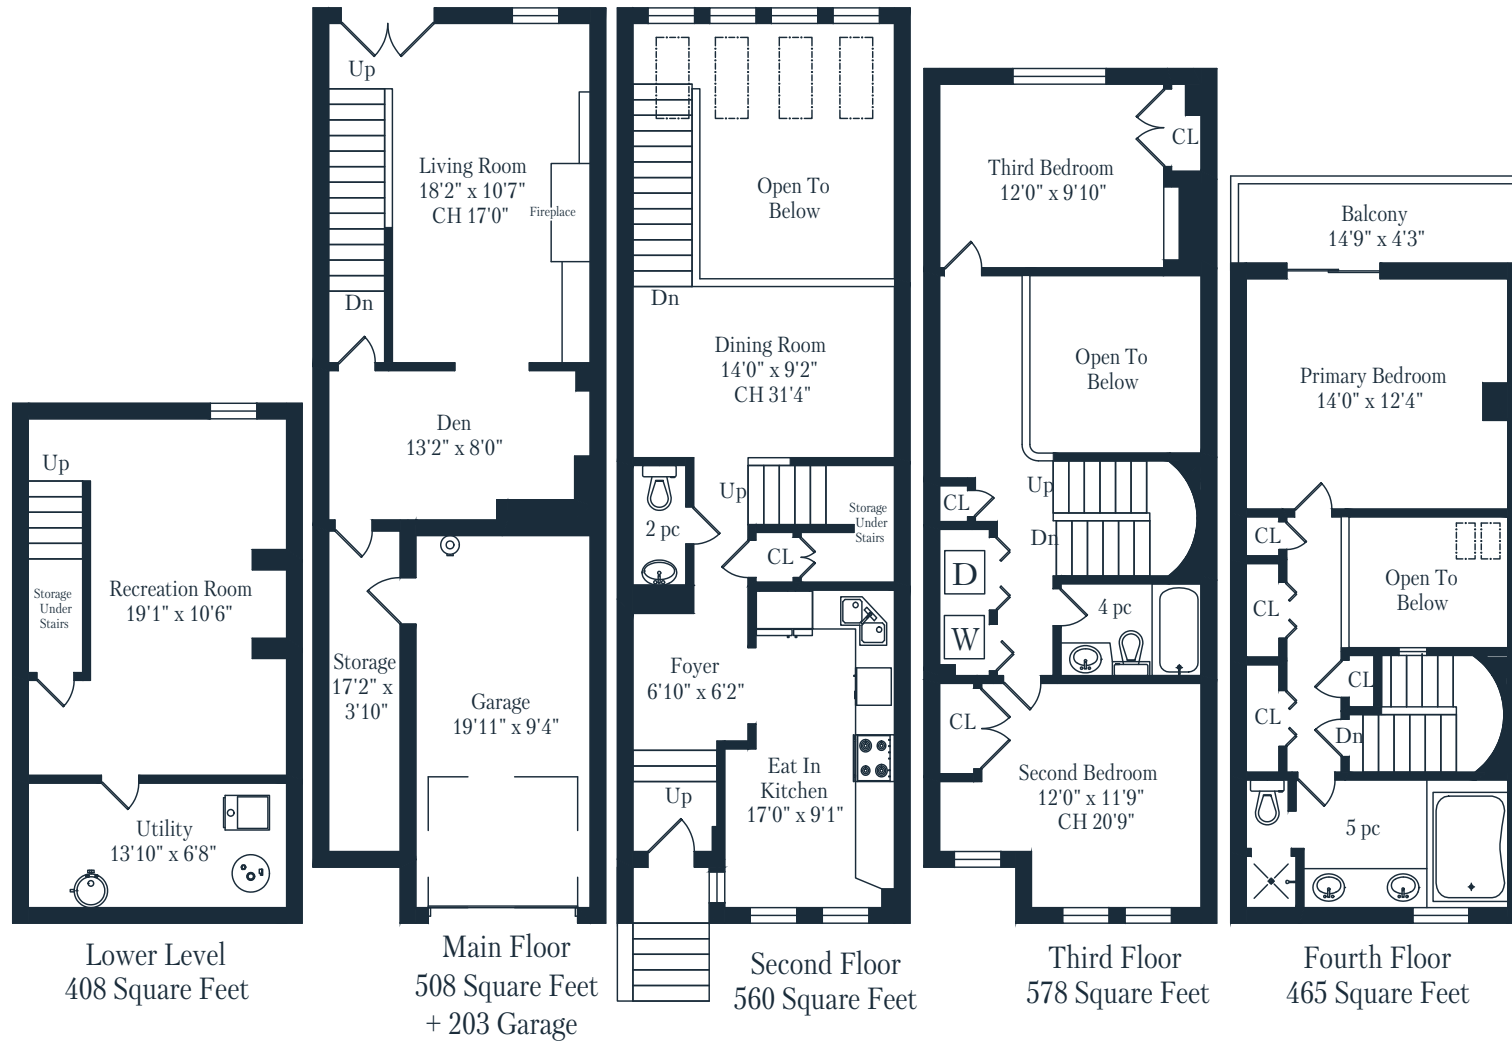 Up
Storage
Under
Stairs
Recreation Room
19'1" x 10'6"
Utility
13'10" x 6'8"
Lower Level
408 Square Feet
Up
Living Room
18'2" x 10'7"
CH 17'0"
Fireplace
Dn
Den
13'2" x 8'0"
Storage
17'2" x
3'10"
Garage
19'11" x 9'4"
Main Floor
508 Square Feet
+ 203 Garage
Open To
Below
Dn
Dining Room
14'0" x 9'2"
CH 31'4"
2 pc
Up
Storage
Under
Stairs
CL
Foyer
6'10" x 6'2"
Up
Eat In
Kitchen
17'0" x 9'1"
Second Floor
560 Square Feet
CL
Third Bedroom
12'0" x 9'10"
Open To
Below
CL
Up
Dn
D
W
4 pc
CL
Second Bedroom
12'0" x 11'9"
CH 20'9"
Third Floor
578 Square Feet
Balcony
14'9" x 4'3"
Primary Bedroom
14'0" x 12'4"
CL
Open To
Below
CL
CL
CL
Dn
5 pc
Fourth Floor
465 Square Feet